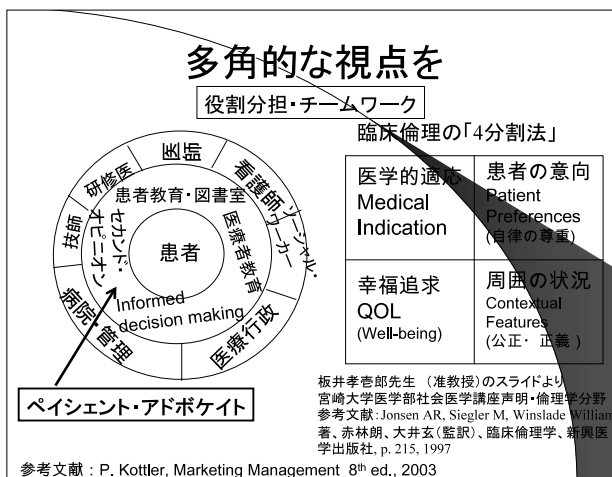 多角的な視点を
役割分担・チームワーク
臨床倫理の「4分割法」
医師
研修医
看護師
ソーシャル・
ワーカー
技師
患者教育・図書室
セカンド・
オピニオン
患者
医療者教育
Informed
decision making
病院・管理
医療行政
ペイシェント・アドボケイト
医学的適応
Medical
Indication
患者の意向
Patient
Preferences
(自律の尊重)
幸福追求
QOL
(Well-being)
周囲の状況
Contextual
Features
(公正・正義)
板井孝壱郎先生 (准教授)のスライドより
宮崎大学医学部社会医学講座声明・倫理学分野
参考文献:Jonsen AR, Siegler M, Winslade William
著、赤林朗、大井玄(監訳)、臨床倫理学、新興医
学出版社, p. 215, 1997
参考文献 : P. Kottler, Marketing Management 8th ed., 2003